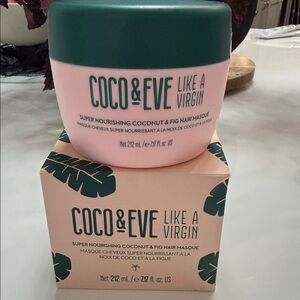 COCO & EVE LIKE A VIRGIN
SUPER NOURISHING COCONUT & FIG HAIR MASQUE
MASQUE CHEVEUX SUPER NOURRISSANT À LA NOIX DE COCO ET À LA FIGUE
Net 212 mL / ℮ 7.17 fl. oz. US
COCO & EVE LIKE A VIRGIN
SUPER NOURISHING COCONUT & FIG HAIR MASQUE
MASQUE CHEVEUX SUPER NOURRISSANT À LA
NOIX DE COCO ET À LA FIGUE
Net 212 mL / ℮ 7.17 fl. oz. US